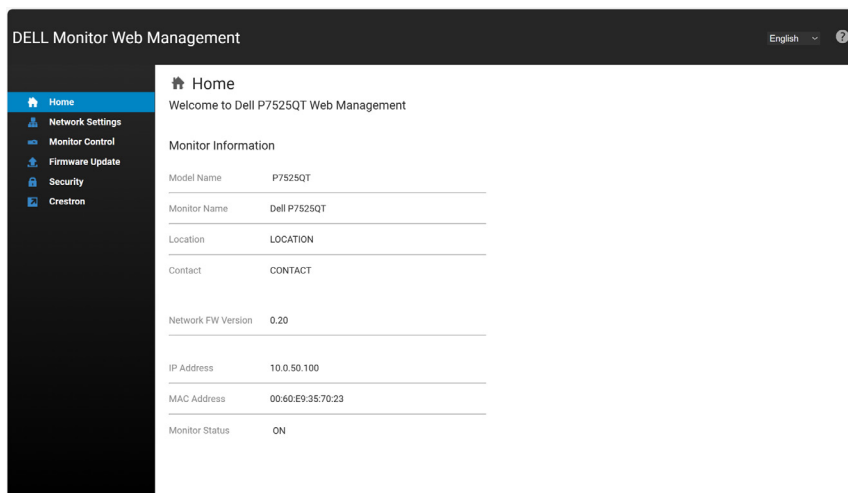 DELL Monitor Web Management
English
?
Home
Network Settings
Monitor Control
Firmware Update
Security
Crestron
Home
Welcome to Dell P7525QT Web Management
Monitor Information
Model Name P7525QT
Monitor Name Dell P7525QT
Location LOCATION
Contact CONTACT
Network FW Version 0.20
IP Address 10.0.50.100
MAC Address 00:60:E9:35:70:23
Monitor Status ON